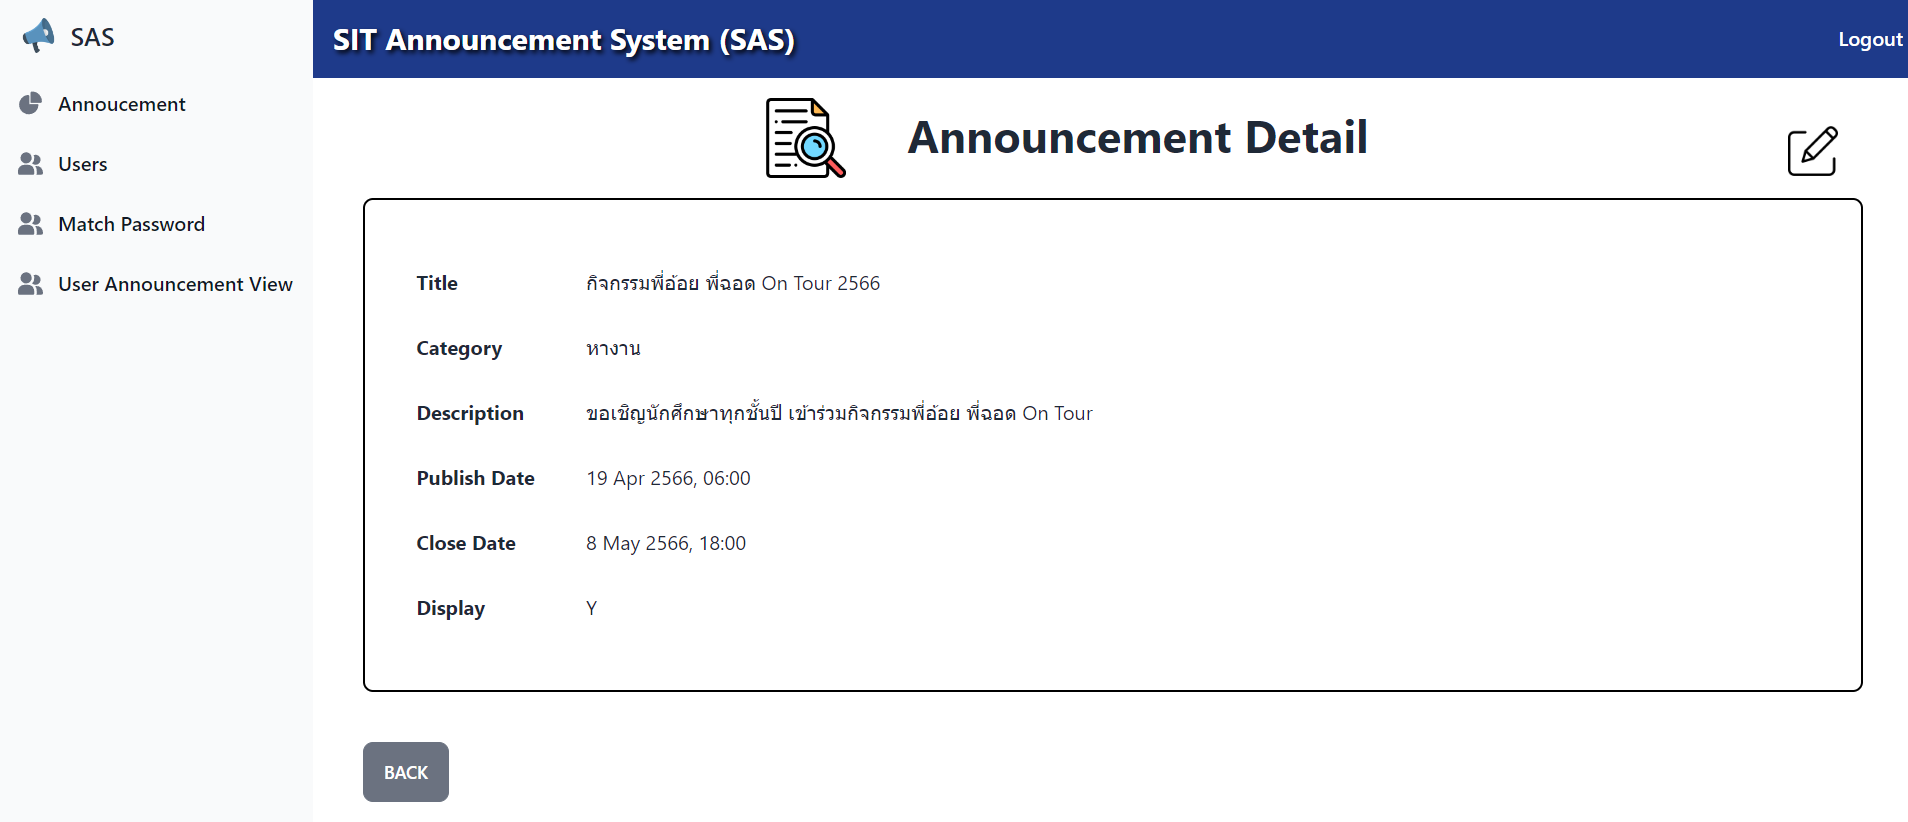 SAS
Annoucement
Users
Match Password
User Announcement View
SIT Announcement System (SAS)
Logout
Announcement Detail
Title กิจกรรมพี่อ้อย พี่ฉอด On Tour 2566
Category หางาน
Description ขอเชิญนักศึกษาทุกชั้นปี เข้าร่วมกิจกรรมพี่อ้อย พี่ฉอด On Tour
Publish Date 19 Apr 2566, 06:00
Close Date 8 May 2566, 18:00
Display Y
BACK